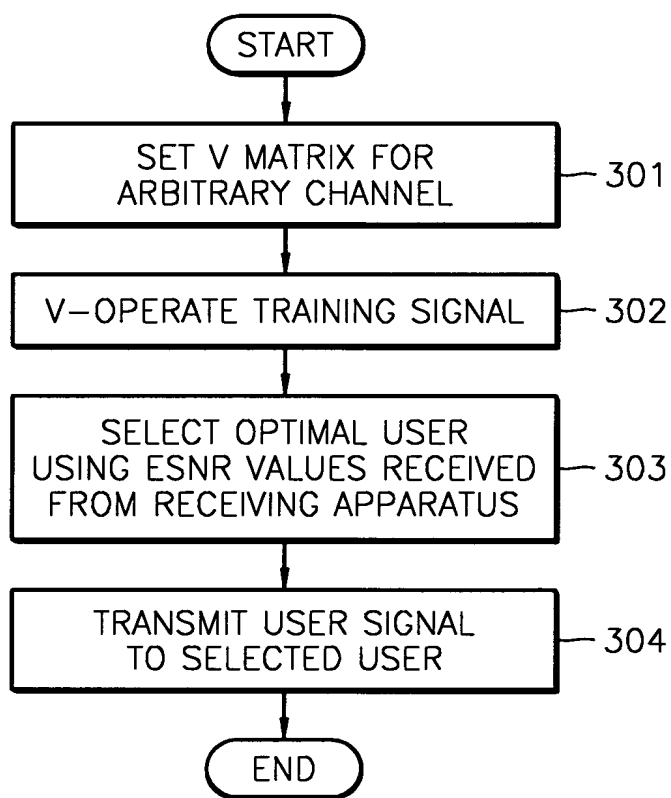 START
SET V MATRIX FOR
ARBITRARY CHANNEL
301
V-OPERATE TRAINING SIGNAL
302
SELECT OPTIMAL USER
USING ESNR VALUES RECEIVED
FROM RECEIVING APPARATUS
303
TRANSMIT USER SIGNAL
TO SELECTED USER
304
END